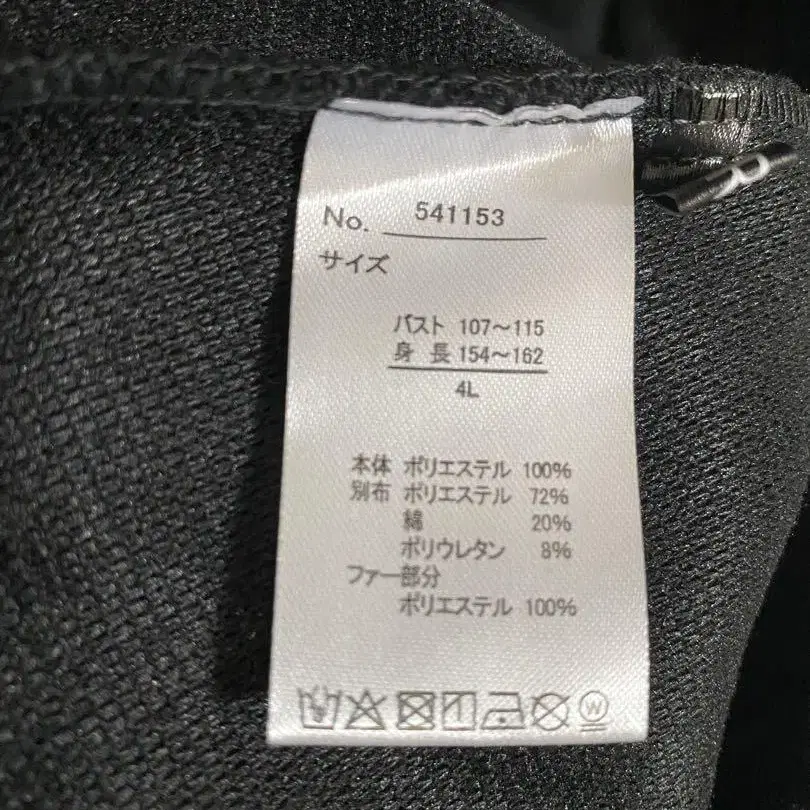 No. 541153
サイズ
バスト 107～115
身長 154～162
4L
本体 ポリエステル 100%
別布 ポリエステル 72%
綿 20%
ポリウレタン 8%
ファー部分
ポリエステル 100%
W